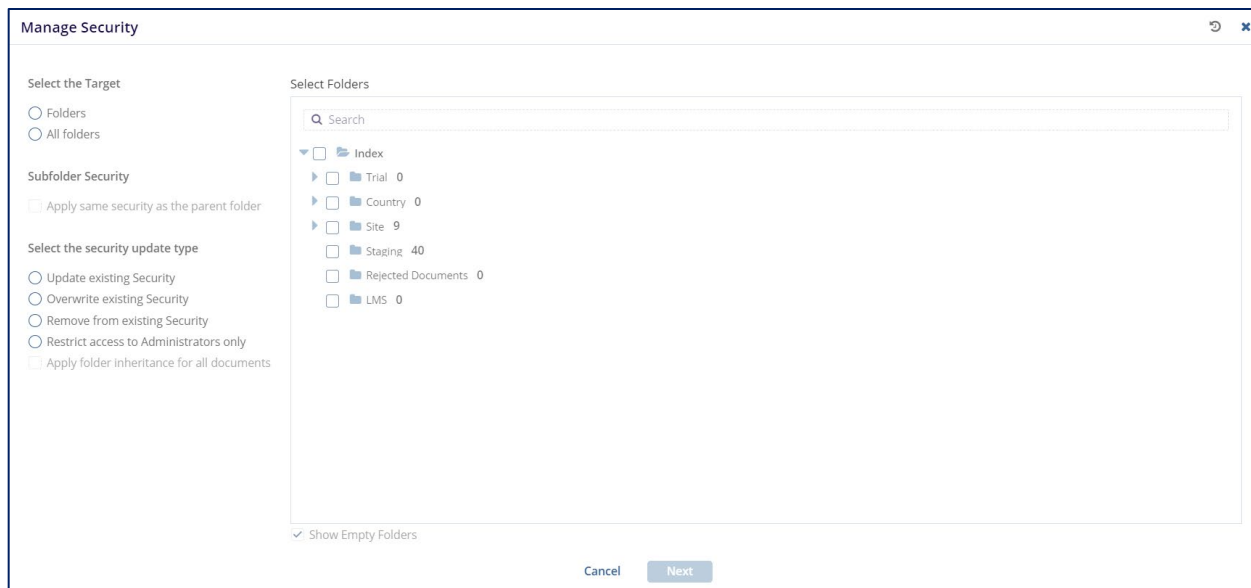 Manage Security
Select the Target
Folders
All folders
Subfolder Security
Apply same security as the parent folder
Select the security update type
Update existing Security
Overwrite existing Security
Remove from existing Security
Restrict access to Administrators only
Apply folder inheritance for all documents
Select Folders
Search
Index
Trial 0
Country 0
Site 9
Staging 40
Rejected Documents 0
LMS 0
Show Empty Folders
Cancel Next